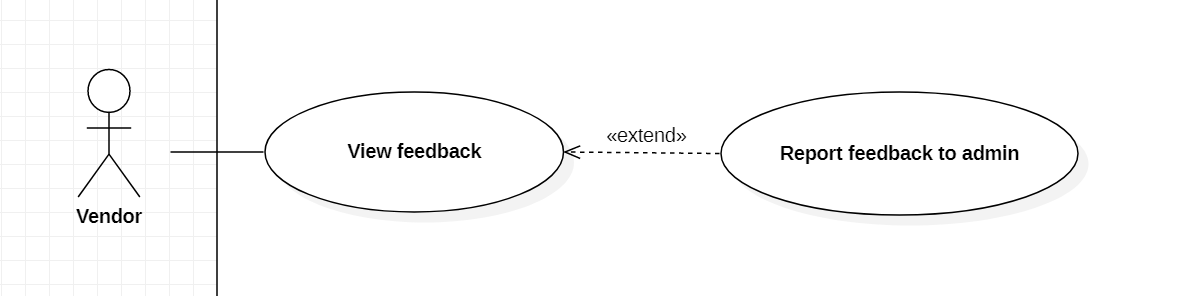 «extend»
View feedback
Report feedback to admin
Vendor